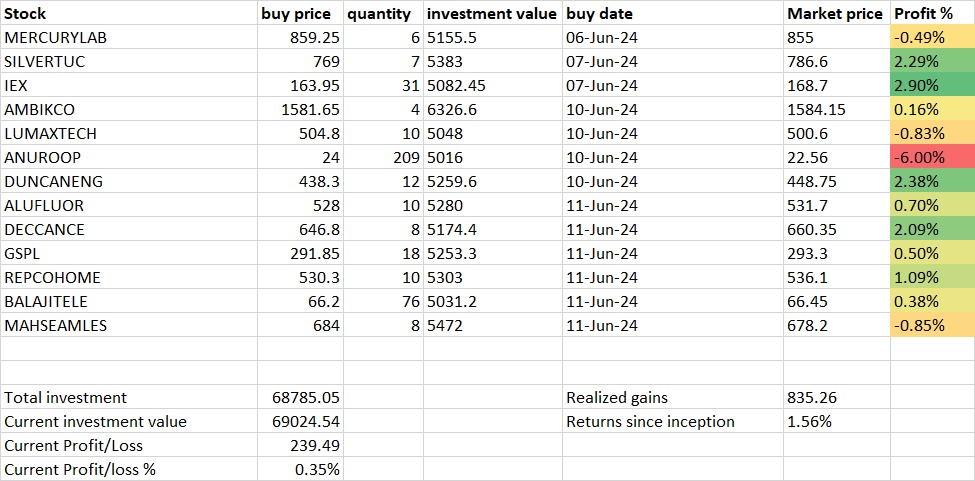 Stock buy price quantity investment value buy date Market price Profit %
MERCURYLAB 859.25 6 5155.5 06-Jun-24 855 -0.49%
SILVERTUC 769 7 5383 07-Jun-24 786.6 2.29%
IEX 163.95 31 5082.45 07-Jun-24 168.7 2.90%
AMBIKCO 1581.65 4 6326.6 10-Jun-24 1584.15 0.16%
LUMAXTECH 504.8 10 5048 10-Jun-24 500.6 -0.83%
ANUROOP 24 209 5016 10-Jun-24 22.56 -6.00%
DUNCANENG 438.3 12 5259.6 10-Jun-24 448.75 2.38%
ALUFLUOR 528 10 5280 11-Jun-24 531.7 0.70%
DECCANCE 646.8 8 5174.4 11-Jun-24 660.35 2.09%
GSPL 291.85 18 5253.3 11-Jun-24 293.3 0.50%
REPCOHOME 530.3 10 5303 11-Jun-24 536.1 1.09%
BALAJITELE 66.2 76 5031.2 11-Jun-24 66.45 0.38%
MAHSEAMLES 684 8 5472 11-Jun-24 678.2 -0.85%
Total investment 68785.05 Realized gains 835.26
Current investment value 69024.54 Returns since inception 1.56%
Current Profit/Loss 239.49
Current Profit/loss % 0.35%